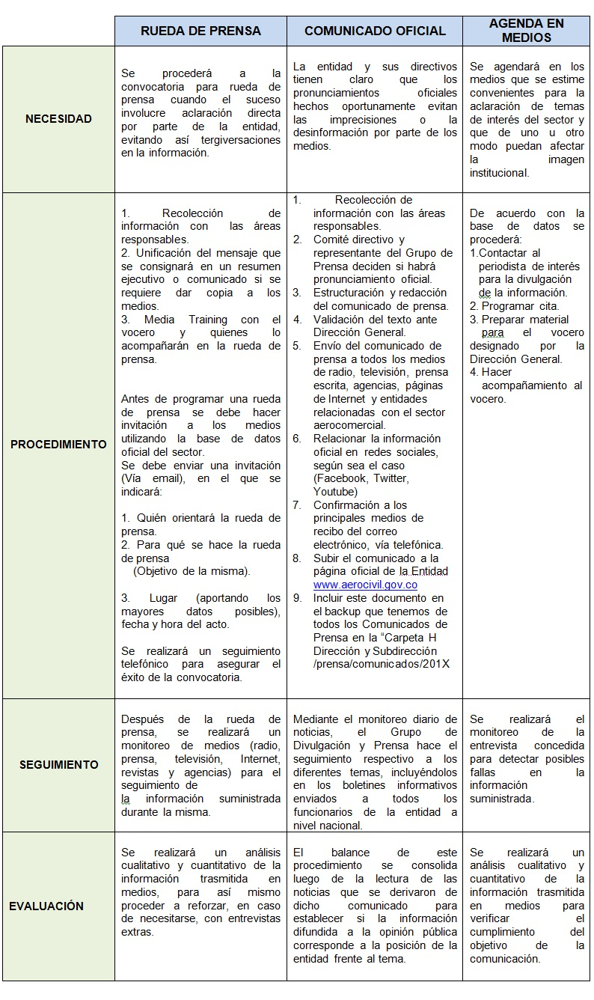 RUEDA DE PRENSA
COMUNICADO OFICIAL
AGENDA EN
MEDIOS
NECESIDAD
Se procederá a la
convocatoria para rueda de
prensa cuando el suceso
involucre aclaración directa
por parte de la entidad,
evitando así tergiversaciones
en la información.
La entidad y sus directivos
tienen claro que los
pronunciamientos oficiales
hechos oportunamente evitan
las imprecisiones o la
desinformación por parte de los
medios.
Se agendará en los
medios que se estime
convenientes para la
aclaración de temas
de interés del sector y
que de uno u otro
modo puedan afectar
la imagen
institucional.
PROCEDIMIENTO
1. Recolección de
información con las áreas
responsables.
2. Unificación del mensaje que
se consignará en un resumen
ejecutivo o comunicado si se
requiere dar copia a los
medios.
3. Media Training con el
vocero y quienes lo
acompañarán en la rueda de
prensa.
Antes de programar una rueda
de prensa se debe hacer
invitación a los medios
utilizando la base de datos
oficial del sector.
Se debe enviar una invitación
(Vía email), en el que se
indicará:
1. Quién orientará la rueda de
prensa.
2. Para qué se hace la rueda
de prensa
(Objetivo de la misma).
3. Lugar (aportando los
mayores datos posibles),
fecha y hora del acto.
Se realizará un seguimiento
telefónico para asegurar el
éxito de la convocatoria.
1. Recolección de
información con las áreas
responsables.
2. Comité directivo y
representante del Grupo de
Prensa deciden si habrá
pronunciamiento oficial.
3. Estructuración y redacción
del comunicado de prensa.
4. Validación del texto ante
Dirección General.
5. Envío del comunicado de
prensa a todos los medios
de radio, televisión, prensa
escrita, agencias, páginas
de Internet y entidades
relacionadas con el sector
aerocomercial.
6. Relacionar la información
oficial en redes sociales,
según sea el caso
(Facebook, Twitter,
Youtube)
7. Confirmación a los
principales medios de
recibo del correo
electrónico, vía telefónica.
8. Subir el comunicado a la
página oficial de la Entidad
www.aerocivil.gov.co
9. Incluir este documento en
el backup que tenemos de
todos los Comunicados de
Prensa en la “Carpeta H
Dirección y Subdirección
/prensa/comunicados/201X
De acuerdo con la
base de datos se
procederá:
1.Contactar al
periodista de interés
para la divulgación
de la información.
2. Programar cita.
3. Preparar material
para el vocero
designado por la
Dirección General.
4. Hacer
acompañamiento al
vocero.
SEGUIMIENTO
Después de la rueda de
prensa, se realizará un
monitoreo de medios (radio,
prensa, televisión, Internet,
revistas y agencias) para el
seguimiento de
la información suministrada
durante la misma.
Mediante el monitoreo diario de
noticias, el Grupo de
Divulgación y Prensa hace el
seguimiento respectivo a los
diferentes temas, incluyéndolos
en los boletines informativos
enviados a todos los
funcionarios de la entidad a
nivel nacional.
Se realizará el
monitoreo de la
entrevista concedida
para detectar posibles
fallas en la
información
suministrada.
EVALUACIÓN
Se realizará un análisis
cualitativo y cuantitativo de la
información trasmitida en
medios, para así mismo
proceder a reforzar, en caso
de necesitarse, con entrevistas
extras.
El balance de este
procedimiento se consolida
luego de la lectura de las
noticias que se derivaron de
dicho comunicado para
establecer si la información
difundida a la opinión pública
corresponde a la posición de la
entidad frente al tema.
Se realizará un
análisis cualitativo y
cuantitativo de la
información trasmitida
en medios para
verificar el
cumplimiento del
objetivo de la
comunicación.